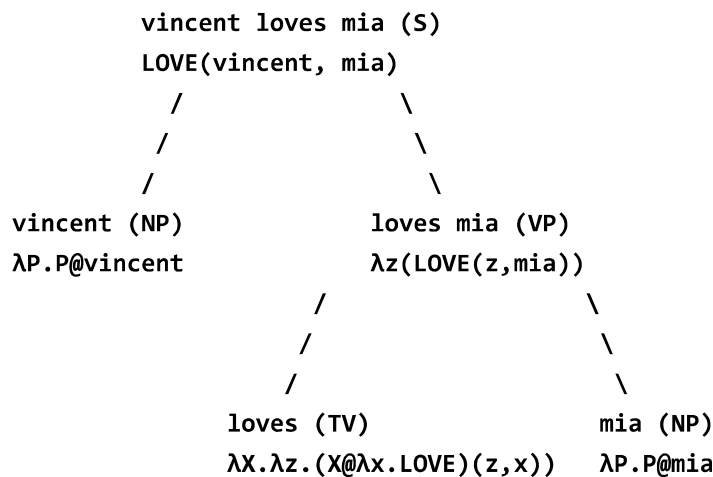 vincent loves mia (S)
LOVE(vincent, mia)
/ \
/ \
/ \
vincent (NP) loves mia (VP)
λP.P@vincent λz(LOVE(z,mia))
/ \
/ \
/ \
loves (TV) mia (NP)
λX.λz.(X@λx.LOVE)(z,x)) λP.P@mia